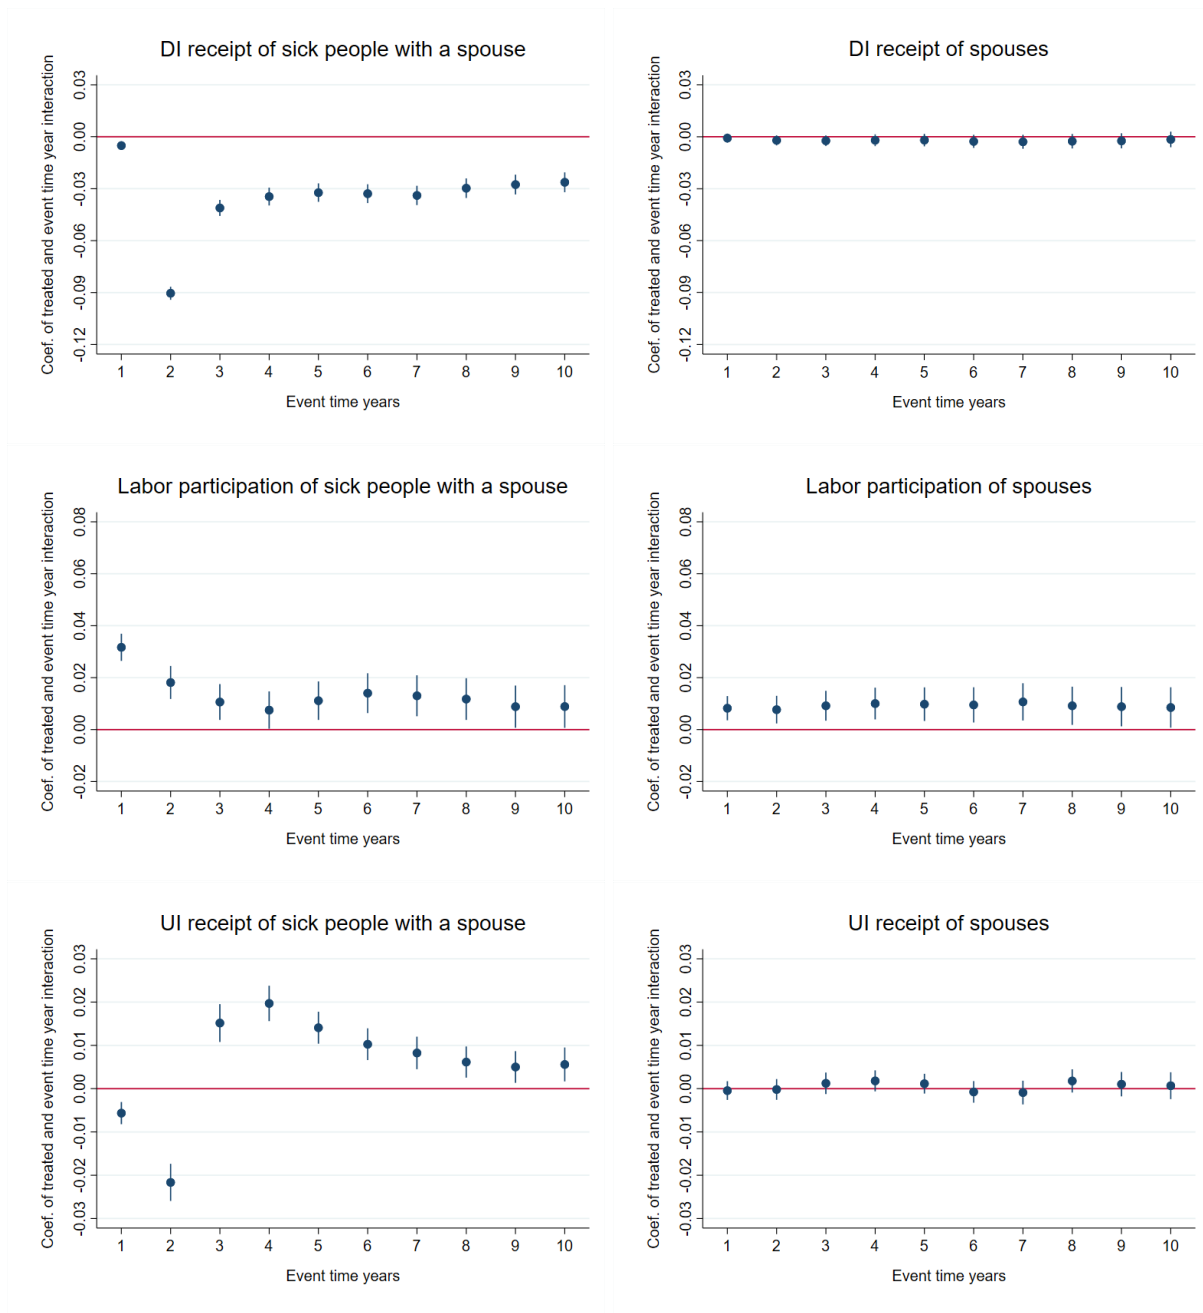 DI receipt of sick people with a spouse
Coef. of treated and event time year interaction
0.03
0.00
-0.03
-0.06
-0.09
-0.12
1 2 3 4 5 6 7 8 9 10
Event time years
DI receipt of spouses
Coef. of treated and event time year interaction
0.03
0.00
-0.03
-0.06
-0.09
-0.12
1 2 3 4 5 6 7 8 9 10
Event time years
Labor participation of sick people with a spouse
Coef. of treated and event time year interaction
0.08
0.06
0.04
0.02
0.00
-0.02
1 2 3 4 5 6 7 8 9 10
Event time years
Labor participation of spouses
Coef. of treated and event time year interaction
0.08
0.06
0.04
0.02
0.00
-0.02
1 2 3 4 5 6 7 8 9 10
Event time years
UI receipt of sick people with a spouse
Coef. of treated and event time year interaction
0.03
0.02
0.01
0.00
-0.01
-0.02
-0.03
1 2 3 4 5 6 7 8 9 10
Event time years
UI receipt of spouses
Coef. of treated and event time year interaction
0.03
0.02
0.01
0.00
-0.01
-0.02
-0.03
1 2 3 4 5 6 7 8 9 10
Event time years